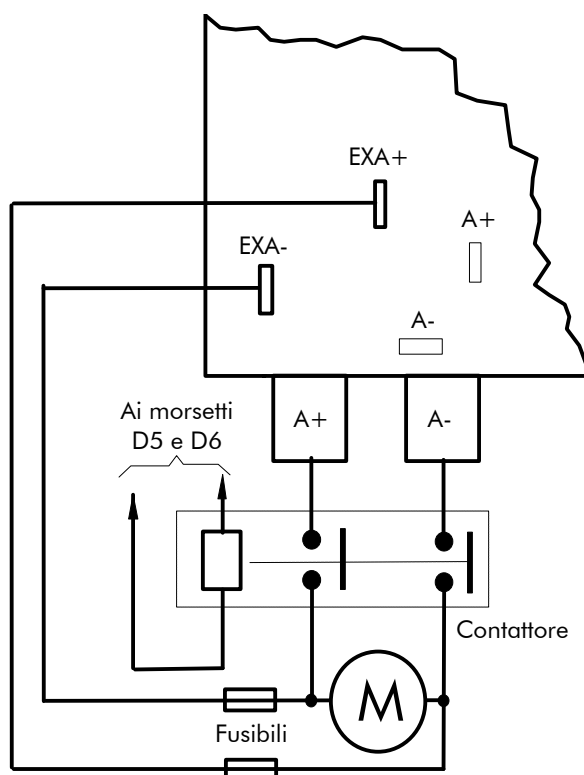 EXA+
A+
EXA-
A-
Ai morsetti
D5 e D6
A+
A-
Contattore
M
Fusibili